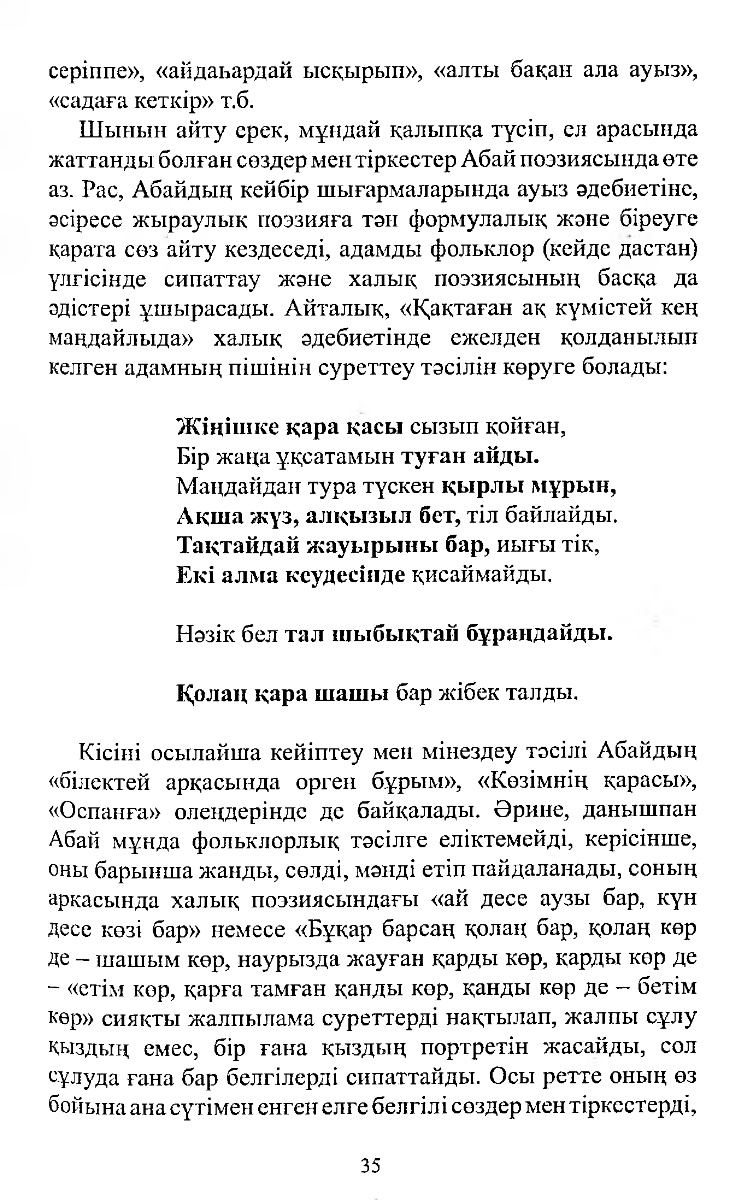 серіппе», «айдаһардай ысқырып», «алты бақан ала ауыз»,
«садаға кеткір» т.б.
Шынын айту ерек, мұндай қалыпқа түсіп, ел арасында
жаттанды болған сөздер мен тіркестер Абай поэзиясында өте
аз. Рас, Абайдың кейбір шығармаларында ауыз әдебиетіне,
әсіресе жыраулық поэзияға тән формулалық және біреуге
қарата сөз айту кездеседі, адамды фольклор (кейде дастан)
үлгісінде сипаттау және халық поэзиясының басқа да
әдістері ұшырасады. Айталық, «Қақтаған ақ күмістей кең
маңдайлыда» халық әдебиетінде ежелден қолданылып
келген адамның пішінін суреттеу тәсілін көруге болады:
Жіңішке қара қасы сызып қойған,
Бір жаңа ұқсатамын туған айды.
Маңдайдан тура түскен қырлы мұрын,
Ақша жүз, алқызыл бет, тіл байлайды.
Тақтайдай жауырыны бар, иығы тік,
Екі алма кеудесінде қисаймайды.
Нәзік бел тал шыбықтай бұраңдайды.
Қолаң қара шашы бар жібек талды.
Кісіні осылайша кейіптеу мен мінездеу тәсілі Абайдың
«білектей арқасында орген бұрым», «Көзімнің қарасы»,
«Оспанға» олеңдерінде де байқалады. Әрине, данышпан
Абай мұнда фольклорлық тәсілге еліктемейді, керісінше,
оны барынша жанды, сөлді, мәнді етіп пайдаланады, соның
аркасында халық поэзиясындағы «ай десе аузы бар, күн
десе көзі бар» немесе «Бұқар барсаң қолаң бар, қолаң көр
де – шашым көр, наурызда жауған қарды көр, қарды көр де
– «етім көр, қарға тамған қанды көр, қанды көр де – бетім
көр» сиякты жалпылама суреттерді нақтылап, жалпы сұлу
қыздың емес, бір ғана қыздың портретін жасайды, сол
сұлуда ғана бар белгілерді сипаттайды. Осы ретте оның өз
бойына ана сүтімен енген елге белгілі сөздер мен тіркестерді,
35